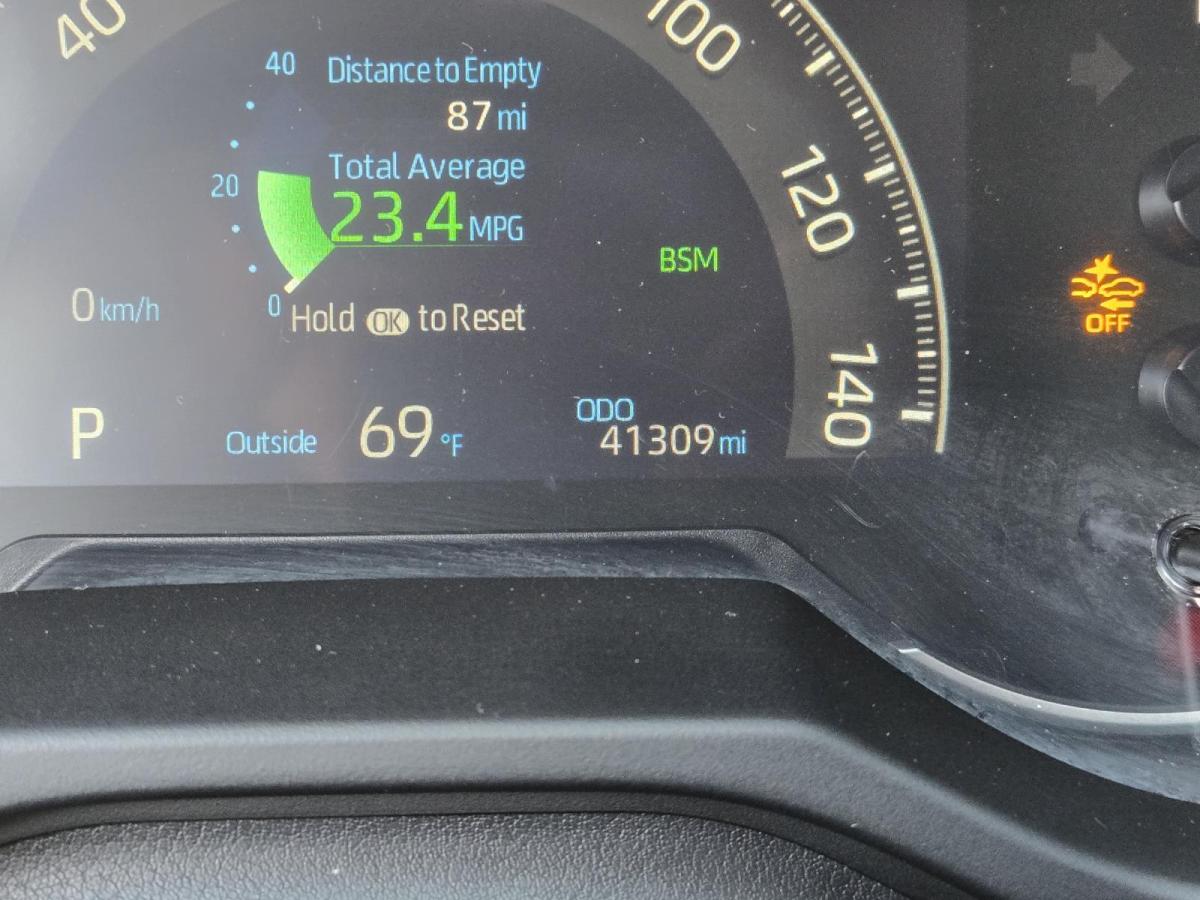 40
100
120
140
40
Distance to Empty
87 mi
Total Average
20
23.4 MPG
BSM
0 km/h
0
Hold OK to Reset
OFF
P
Outside 69 °F
ODO
41309 mi